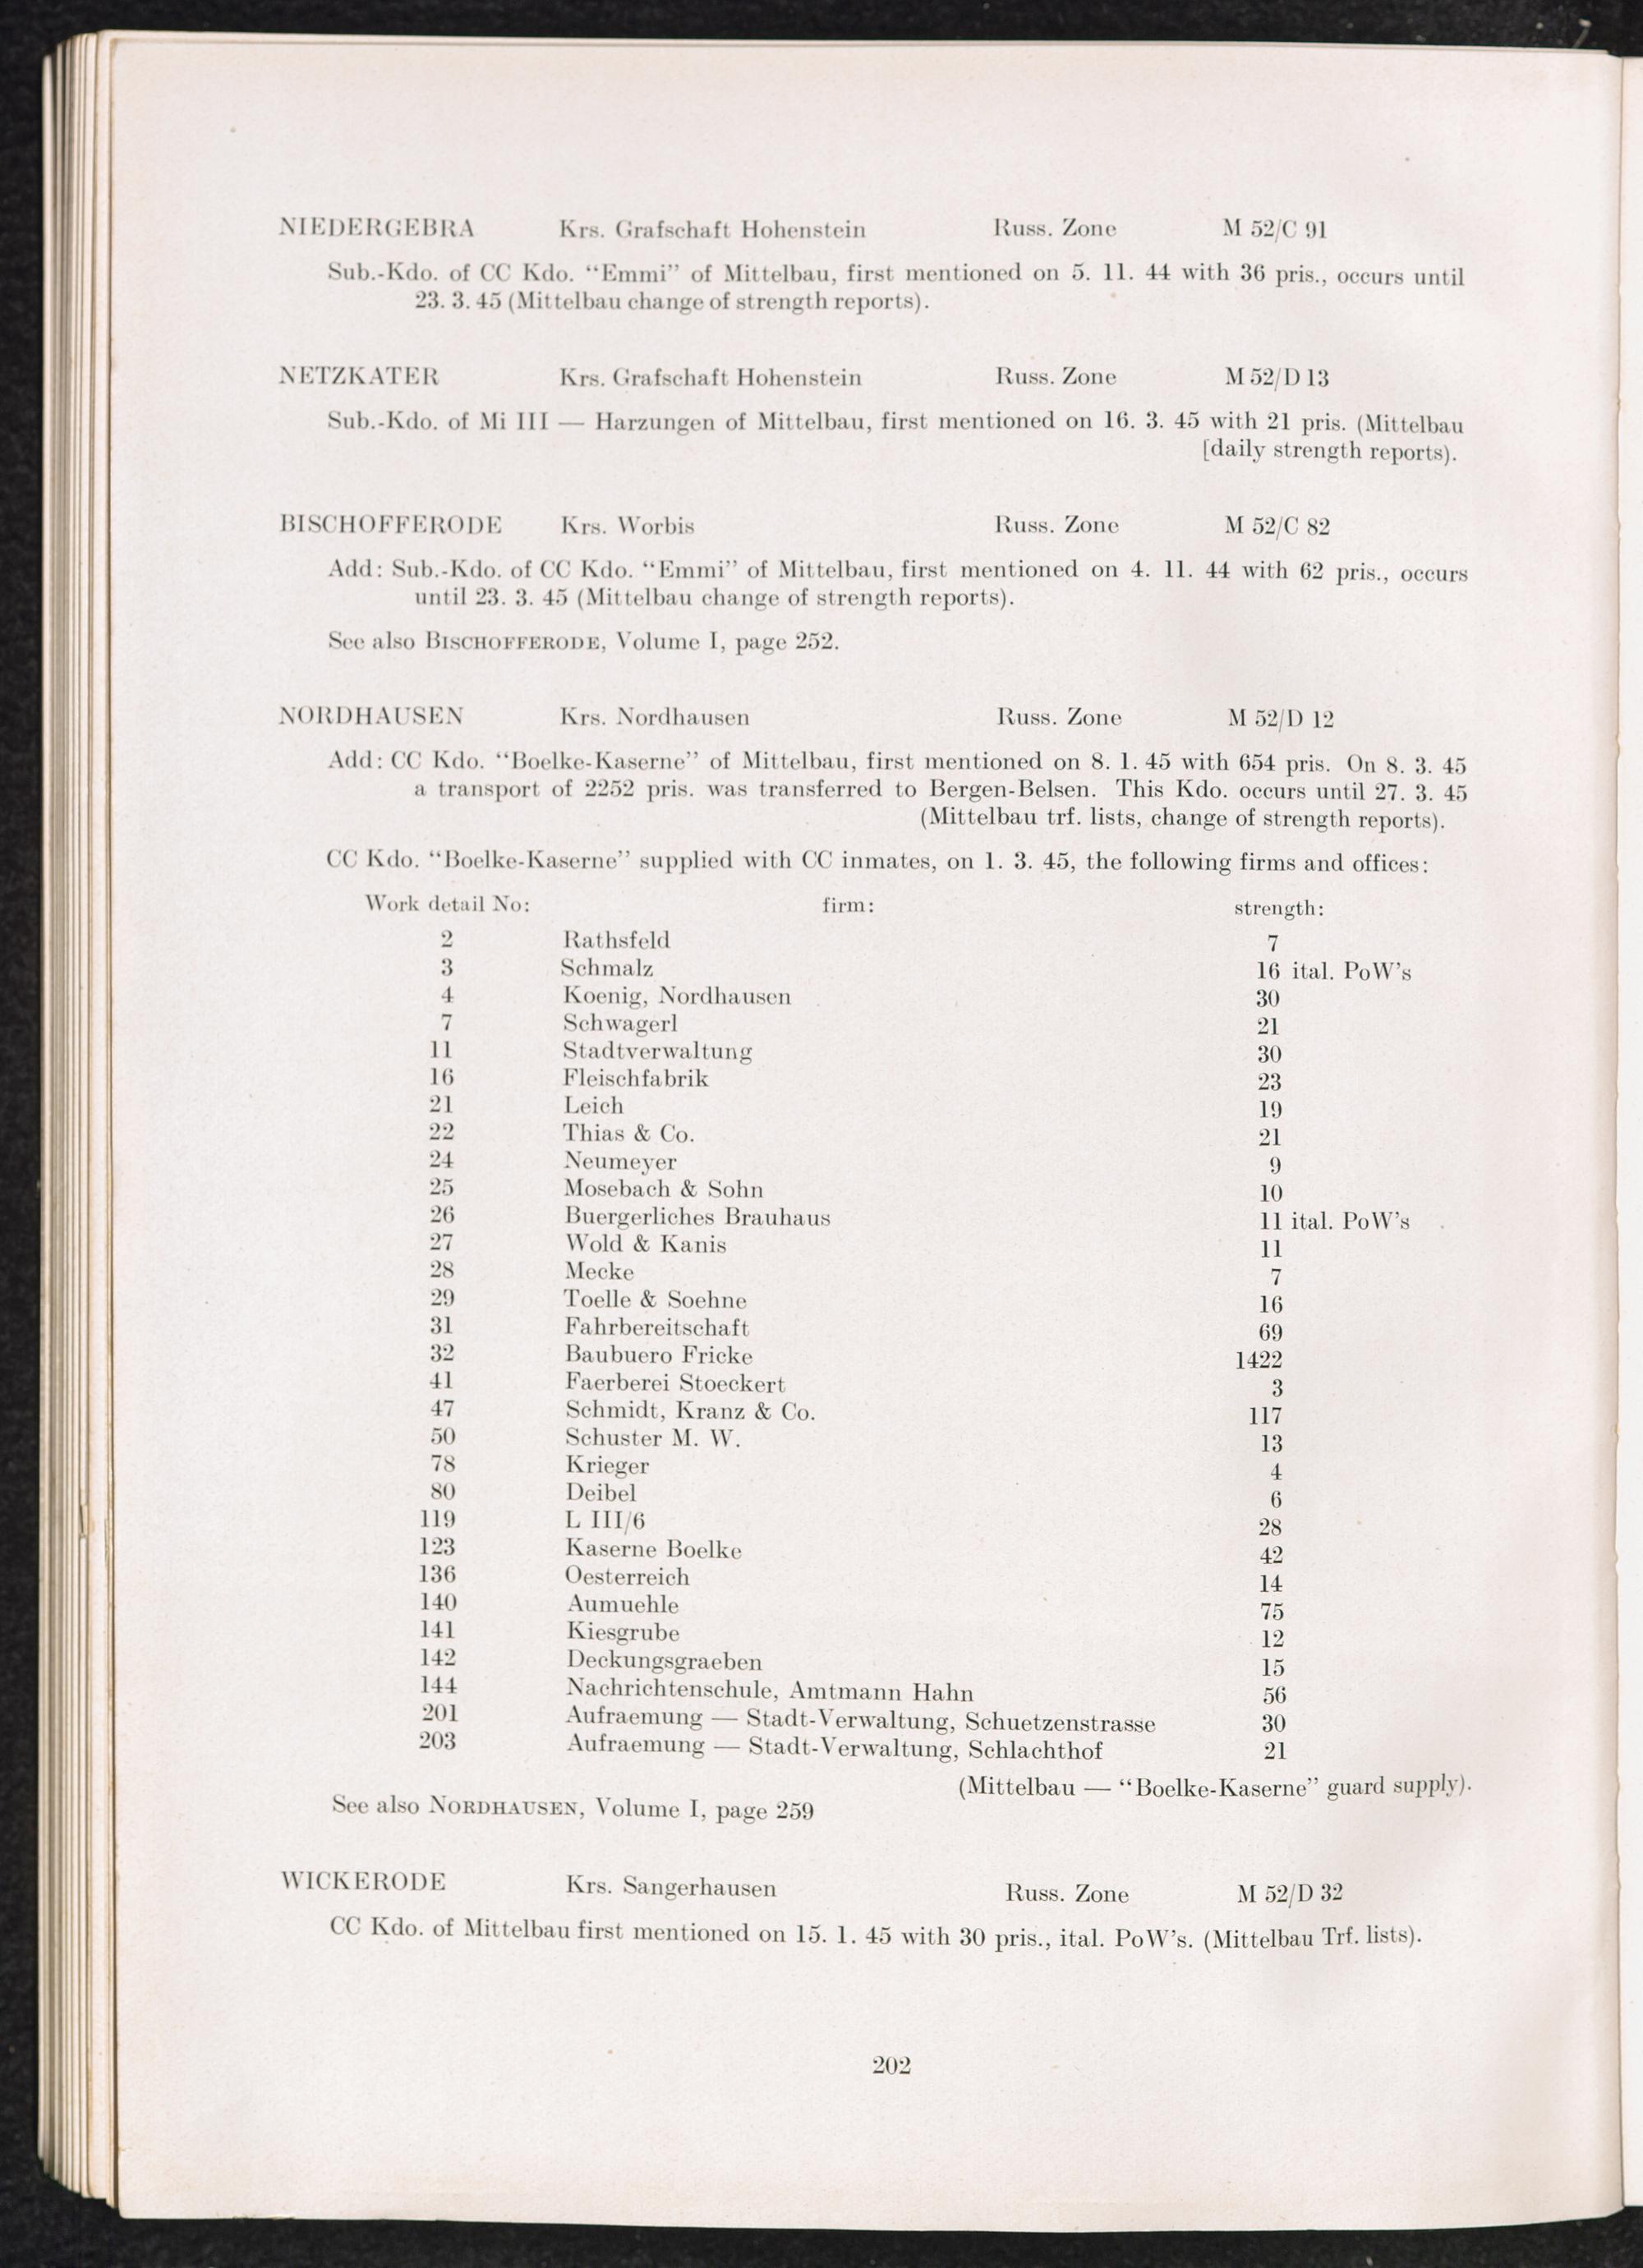 NIEDERGEBRA Krs. Grafschaft Hohenstein Russ. Zone M 52/C 91
Sub.-Kdo. of CC Kdo. “Emmi” of Mittelbau, first mentioned on 5. 11. 44 with 36 pris., occurs until
23. 3. 45 (Mittelbau change of strength reports).
NETZKATER Krs. Grafschaft Hohenstein Russ. Zone M 52/D 13
Sub.-Kdo. of Mi III — Harzungen of Mittelbau, first mentioned on 16. 3. 45 with 21 pris. (Mittelbau
[daily strength reports).
BISCHOFFERODE Krs. Worbis Russ. Zone M 52/C 82
Add: Sub.-Kdo. of CC Kdo. “Emmi” of Mittelbau, first mentioned on 4. 11. 44 with 62 pris., occurs
until 23. 3. 45 (Mittelbau change of strength reports).
See also BISCHOFFERODE, Volume I, page 252.
NORDHAUSEN Krs. Nordhausen Russ. Zone M 52/D 12
Add: CC Kdo. “Boelke-Kaserne” of Mittelbau, first mentioned on 8. 1. 45 with 654 pris. On 8. 3. 45
a transport of 2252 pris. was transferred to Bergen-Belsen. This Kdo. occurs until 27. 3. 45
(Mittelbau trf. lists, change of strength reports).
CC Kdo. “Boelke-Kaserne” supplied with CC inmates, on 1. 3. 45, the following firms and offices:
Work detail No: firm: strength:
2 Rathsfeld 7
3 Schmalz 16 ital. PoW’s
4 Koenig, Nordhausen 30
7 Schwagerl 21
11 Stadtverwaltung 30
16 Fleischfabrik 23
21 Leich 19
22 Thias & Co. 21
24 Neumeyer 9
25 Mosebach & Sohn 10
26 Buergerliches Brauhaus 11 ital. PoW’s
27 Wold & Kanis 11
28 Mecke 7
29 Toelle & Soehne 16
31 Fahrbereitschaft 69
32 Baubuero Fricke 1422
41 Faerberei Stoeckert 3
47 Schmidt, Kranz & Co. 117
50 Schuster M. W. 13
78 Krieger 4
80 Deibel 6
119 L III/6 28
123 Kaserne Boelke 42
136 Oesterreich 14
140 Aumuehle 75
141 Kiesgrube 12
142 Deckungsgraeben 15
144 Nachrichtenschule, Amtmann Hahn 56
201 Aufraemung — Stadt-Verwaltung, Schuetzenstrasse 30
203 Aufraemung — Stadt-Verwaltung, Schlachthof 21
(Mittelbau — “Boelke-Kaserne” guard supply).
See also NORDHAUSEN, Volume I, page 259
WICKERODE Krs. Sangerhausen Russ. Zone M 52/D 32
CC Kdo. of Mittelbau first mentioned on 15. 1. 45 with 30 pris., ital. PoW’s. (Mittelbau Trf. lists).
202